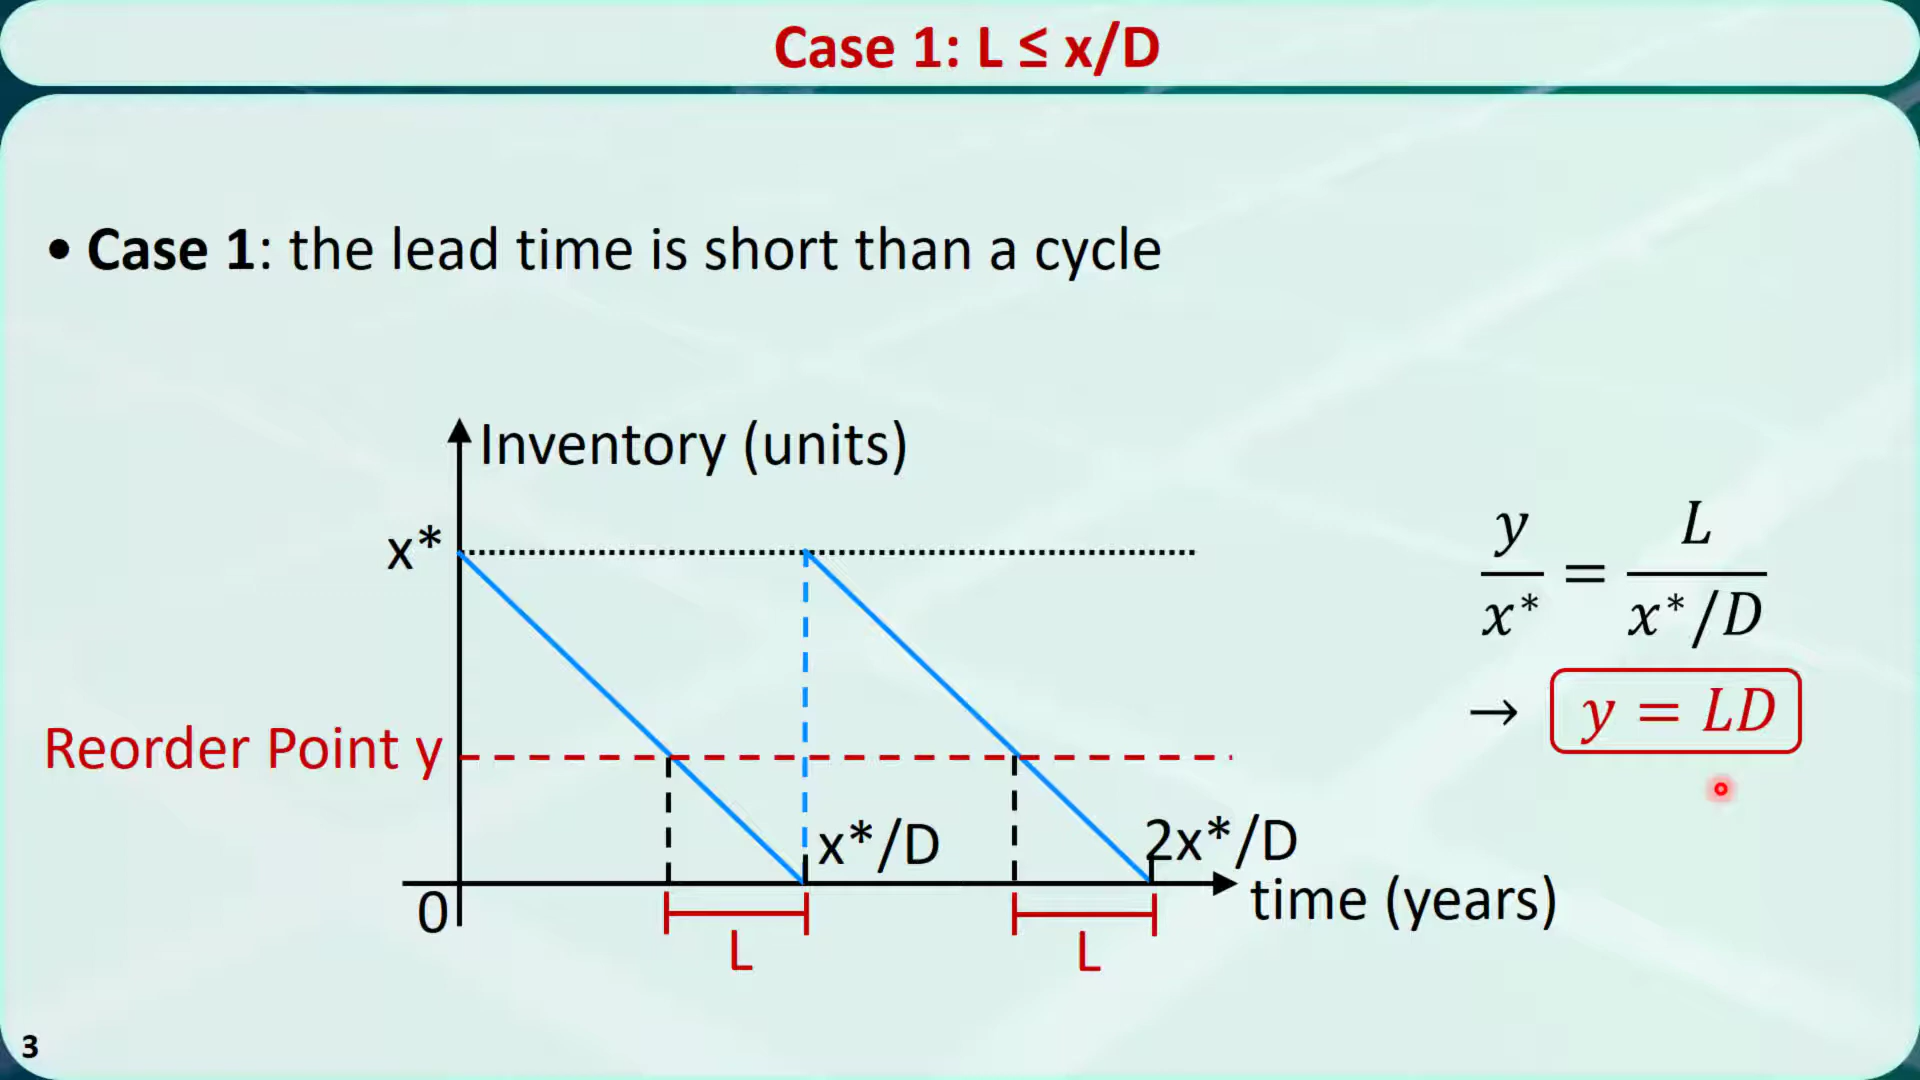 Case 1: L ≤ x/D
• Case 1: the lead time is short than a cycle
Inventory (units)
x*
Reorder Point y
x*/D
2x*/D
0
time (years)
L
L
y/x* = L/(x*/D)
→ y = LD
3